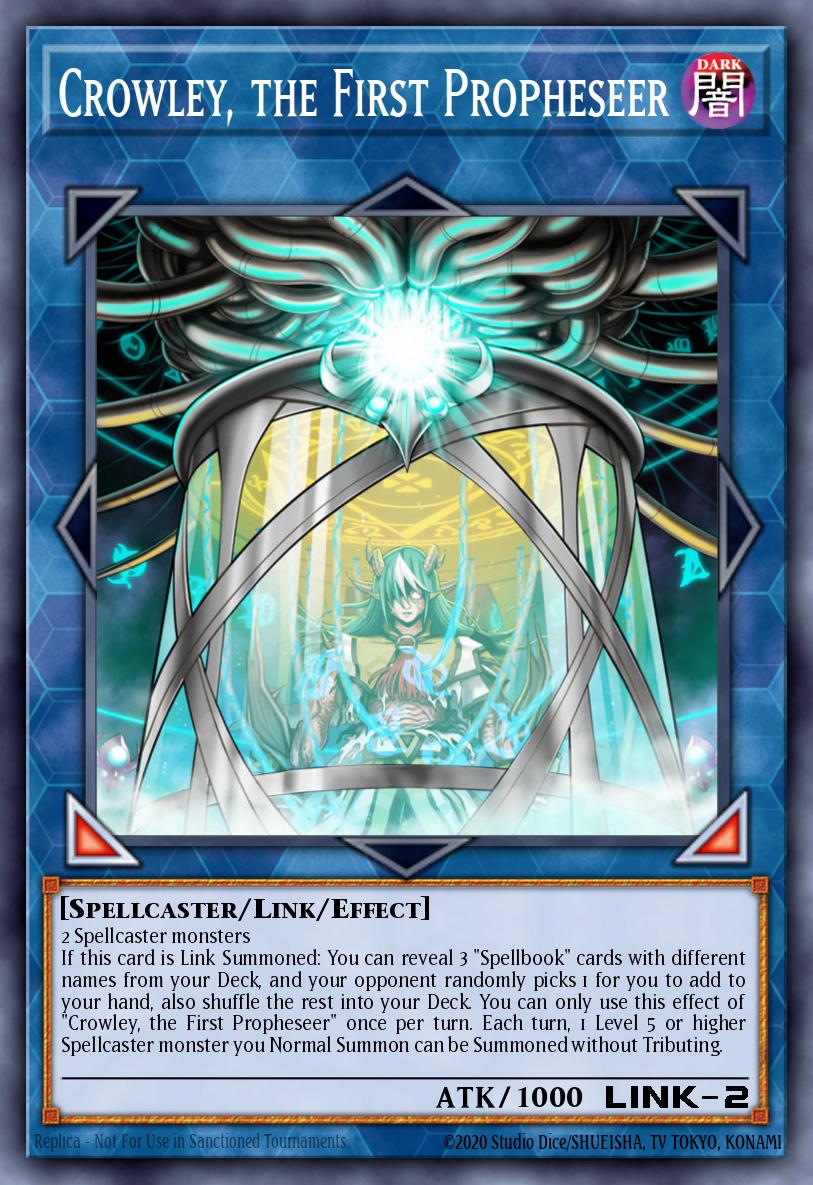 Crowley, the First Propheseer
DARK
闇
[Spellcaster/Link/Effect]
2 Spellcaster monsters
If this card is Link Summoned: You can reveal 3 "Spellbook" cards with different
names from your Deck, and your opponent randomly picks 1 for you to add to
your hand, also shuffle the rest into your Deck. You can only use this effect of
"Crowley, the First Propheseer" once per turn. Each turn, 1 Level 5 or higher
Spellcaster monster you Normal Summon can be Summoned without Tributing.
ATK/1000 LINK-2
Replica - Not For Use in Sanctioned Tournaments.
©2020 Studio Dice/SHUEISHA, TV TOKYO, KONAMI